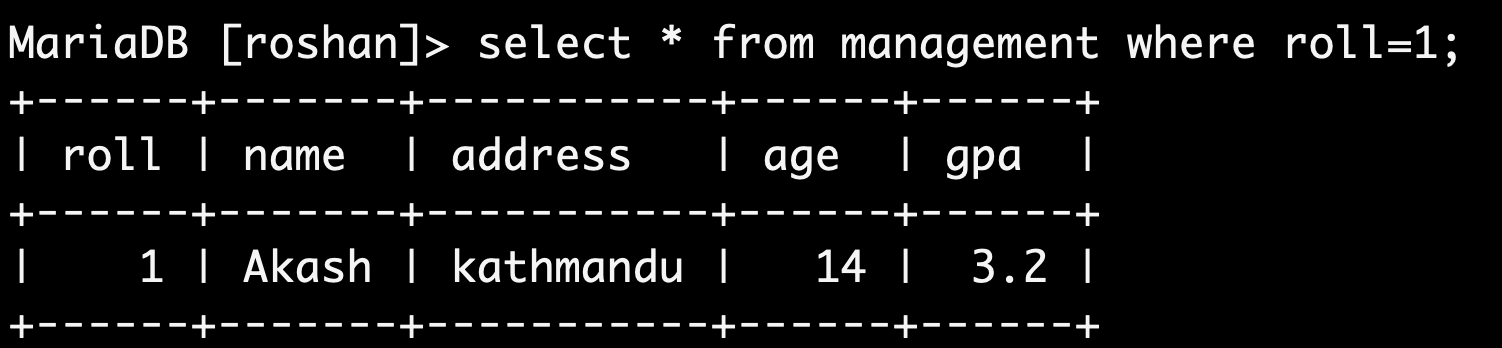 MariaDB [roshan]> select * from management where roll=1;
+------+-------+-----------+------+------+
| roll | name  | address   | age  | gpa  |
+------+-------+-----------+------+------+
|    1 | Akash | kathmandu |   14 |  3.2 |
+------+-------+-----------+------+------+